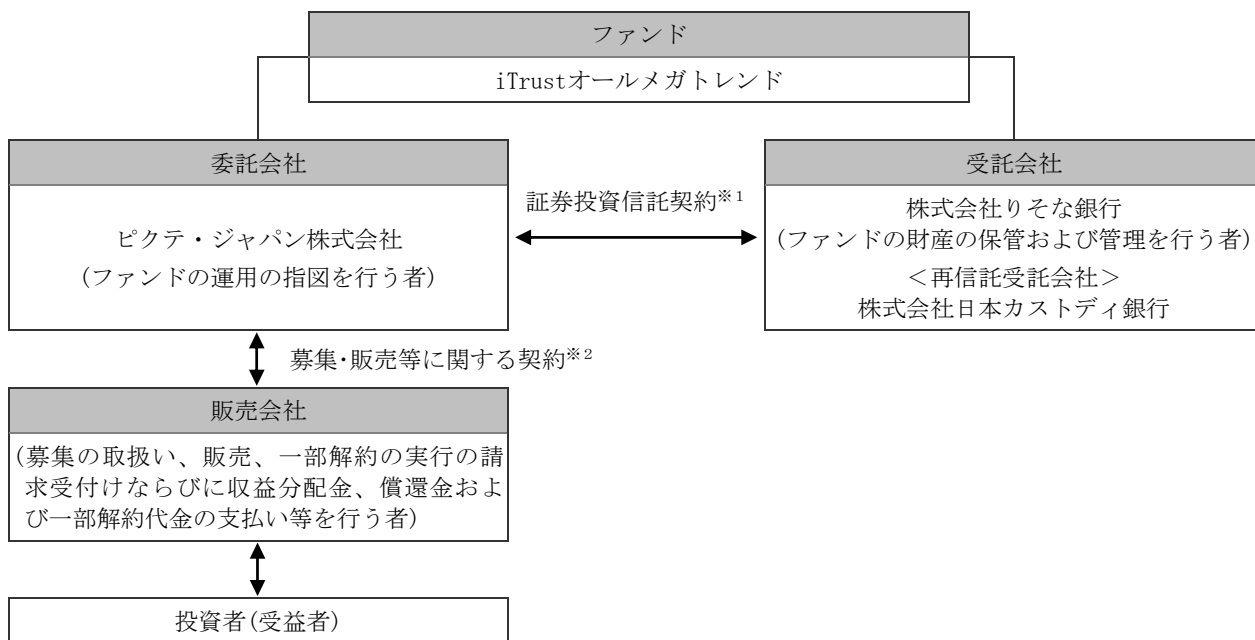 ファンド
iTrustオールメガトレンド
委託会社
ピクテ・ジャパン株式会社
(ファンドの運用の指図を行う者)
証券投資信託契約※1
受託会社
株式会社りそな銀行
(ファンドの財産の保管および管理を行う者)
＜再信託受託会社＞
株式会社日本カストディ銀行
募集・販売等に関する契約※2
販売会社
(募集の取扱い、販売、一部解約の実行の請
求受付けならびに収益分配金、償還金およ
び一部解約代金の支払い等を行う者)
投資者(受益者)